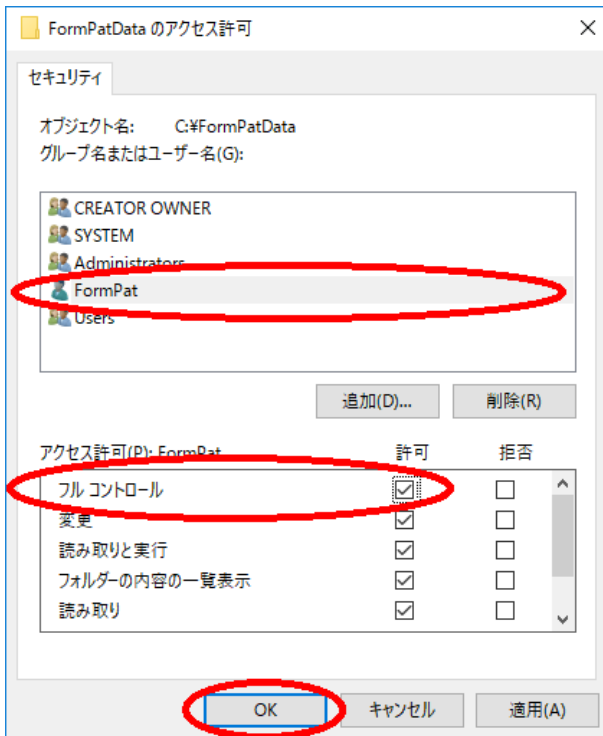 FormPatData のアクセス許可
セキュリティ
オブジェクト名: C:¥FormPatData
グループ名またはユーザー名(G):
CREATOR OWNER
SYSTEM
Administrators
FormPat
Users
追加(D)... 削除(R)
アクセス許可(P): FormPat 許可 拒否
フル コントロール
変更
読み取りと実行
フォルダーの内容の一覧表示
読み取り
OK キャンセル 適用(A)